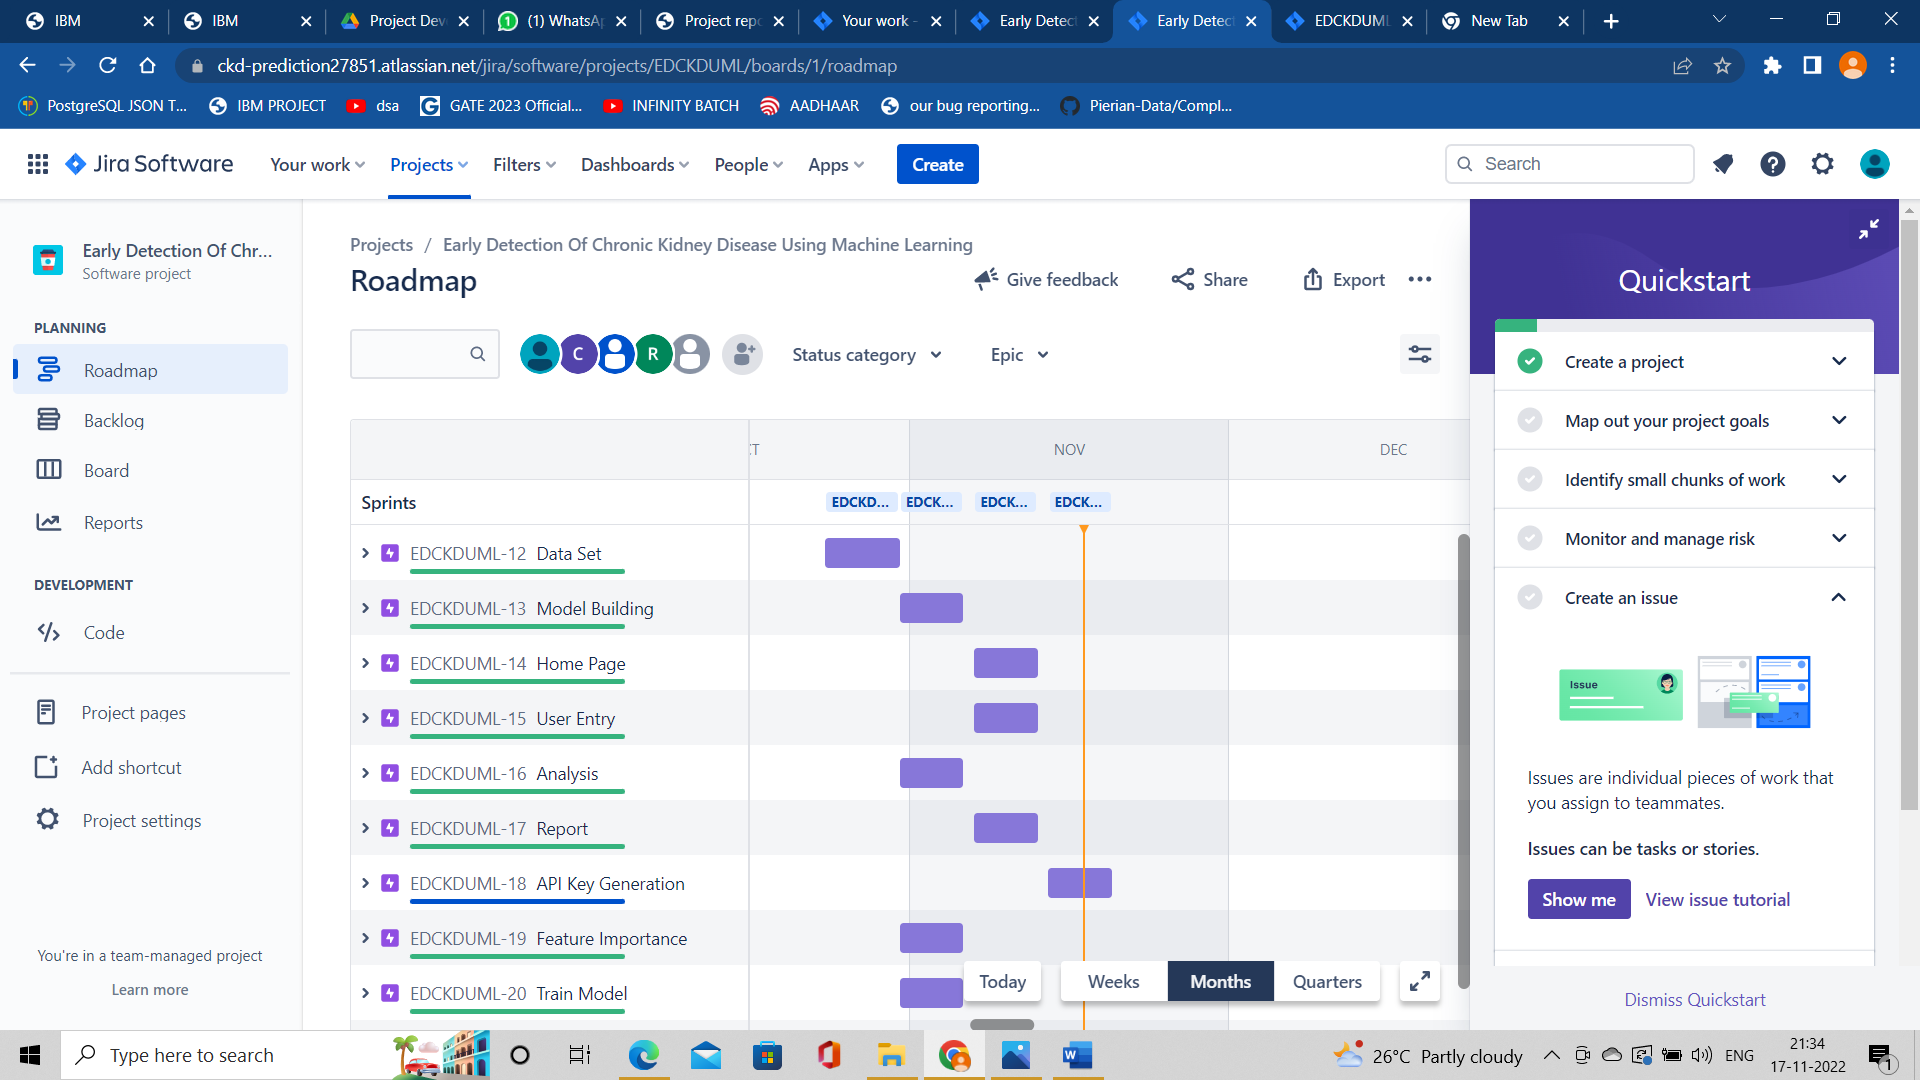 IBM
IBM
Project Dev
(1) WhatsAp
Project repo
Your work -
Early Detect
Early Detect
EDCKDUML
New Tab
ckd-prediction27851.atlassian.net/jira/software/projects/EDCKDUML/boards/1/roadmap
PostgreSQL JSON T...
IBM PROJECT
dsa
GATE 2023 Official...
INFINITY BATCH
AADHAAR
our bug reporting...
Pierian-Data/Compl...
Jira Software
Your work
Projects
Filters
Dashboards
People
Apps
Create
Search
Early Detection Of Chr...
Software project
PLANNING
Roadmap
Backlog
Board
Reports
DEVELOPMENT
Code
Project pages
Add shortcut
Project settings
You're in a team-managed project
Learn more
Projects / Early Detection Of Chronic Kidney Disease Using Machine Learning
Roadmap
Give feedback
Share
Export
C
R
Status category
Epic
NOV
DEC
Sprints
EDCKD...
EDCK...
EDCK...
EDCK...
EDCKDUML-12 Data Set
EDCKDUML-13 Model Building
EDCKDUML-14 Home Page
EDCKDUML-15 User Entry
EDCKDUML-16 Analysis
EDCKDUML-17 Report
EDCKDUML-18 API Key Generation
EDCKDUML-19 Feature Importance
EDCKDUML-20 Train Model
Today
Weeks
Months
Quarters
Quickstart
Create a project
Map out your project goals
Identify small chunks of work
Monitor and manage risk
Create an issue
Issue
Issues are individual pieces of work that
you assign to teammates.
Issues can be tasks or stories.
Show me
View issue tutorial
Dismiss Quickstart
Type here to search
26°C Partly cloudy
ENG
21:34
17-11-2022
1